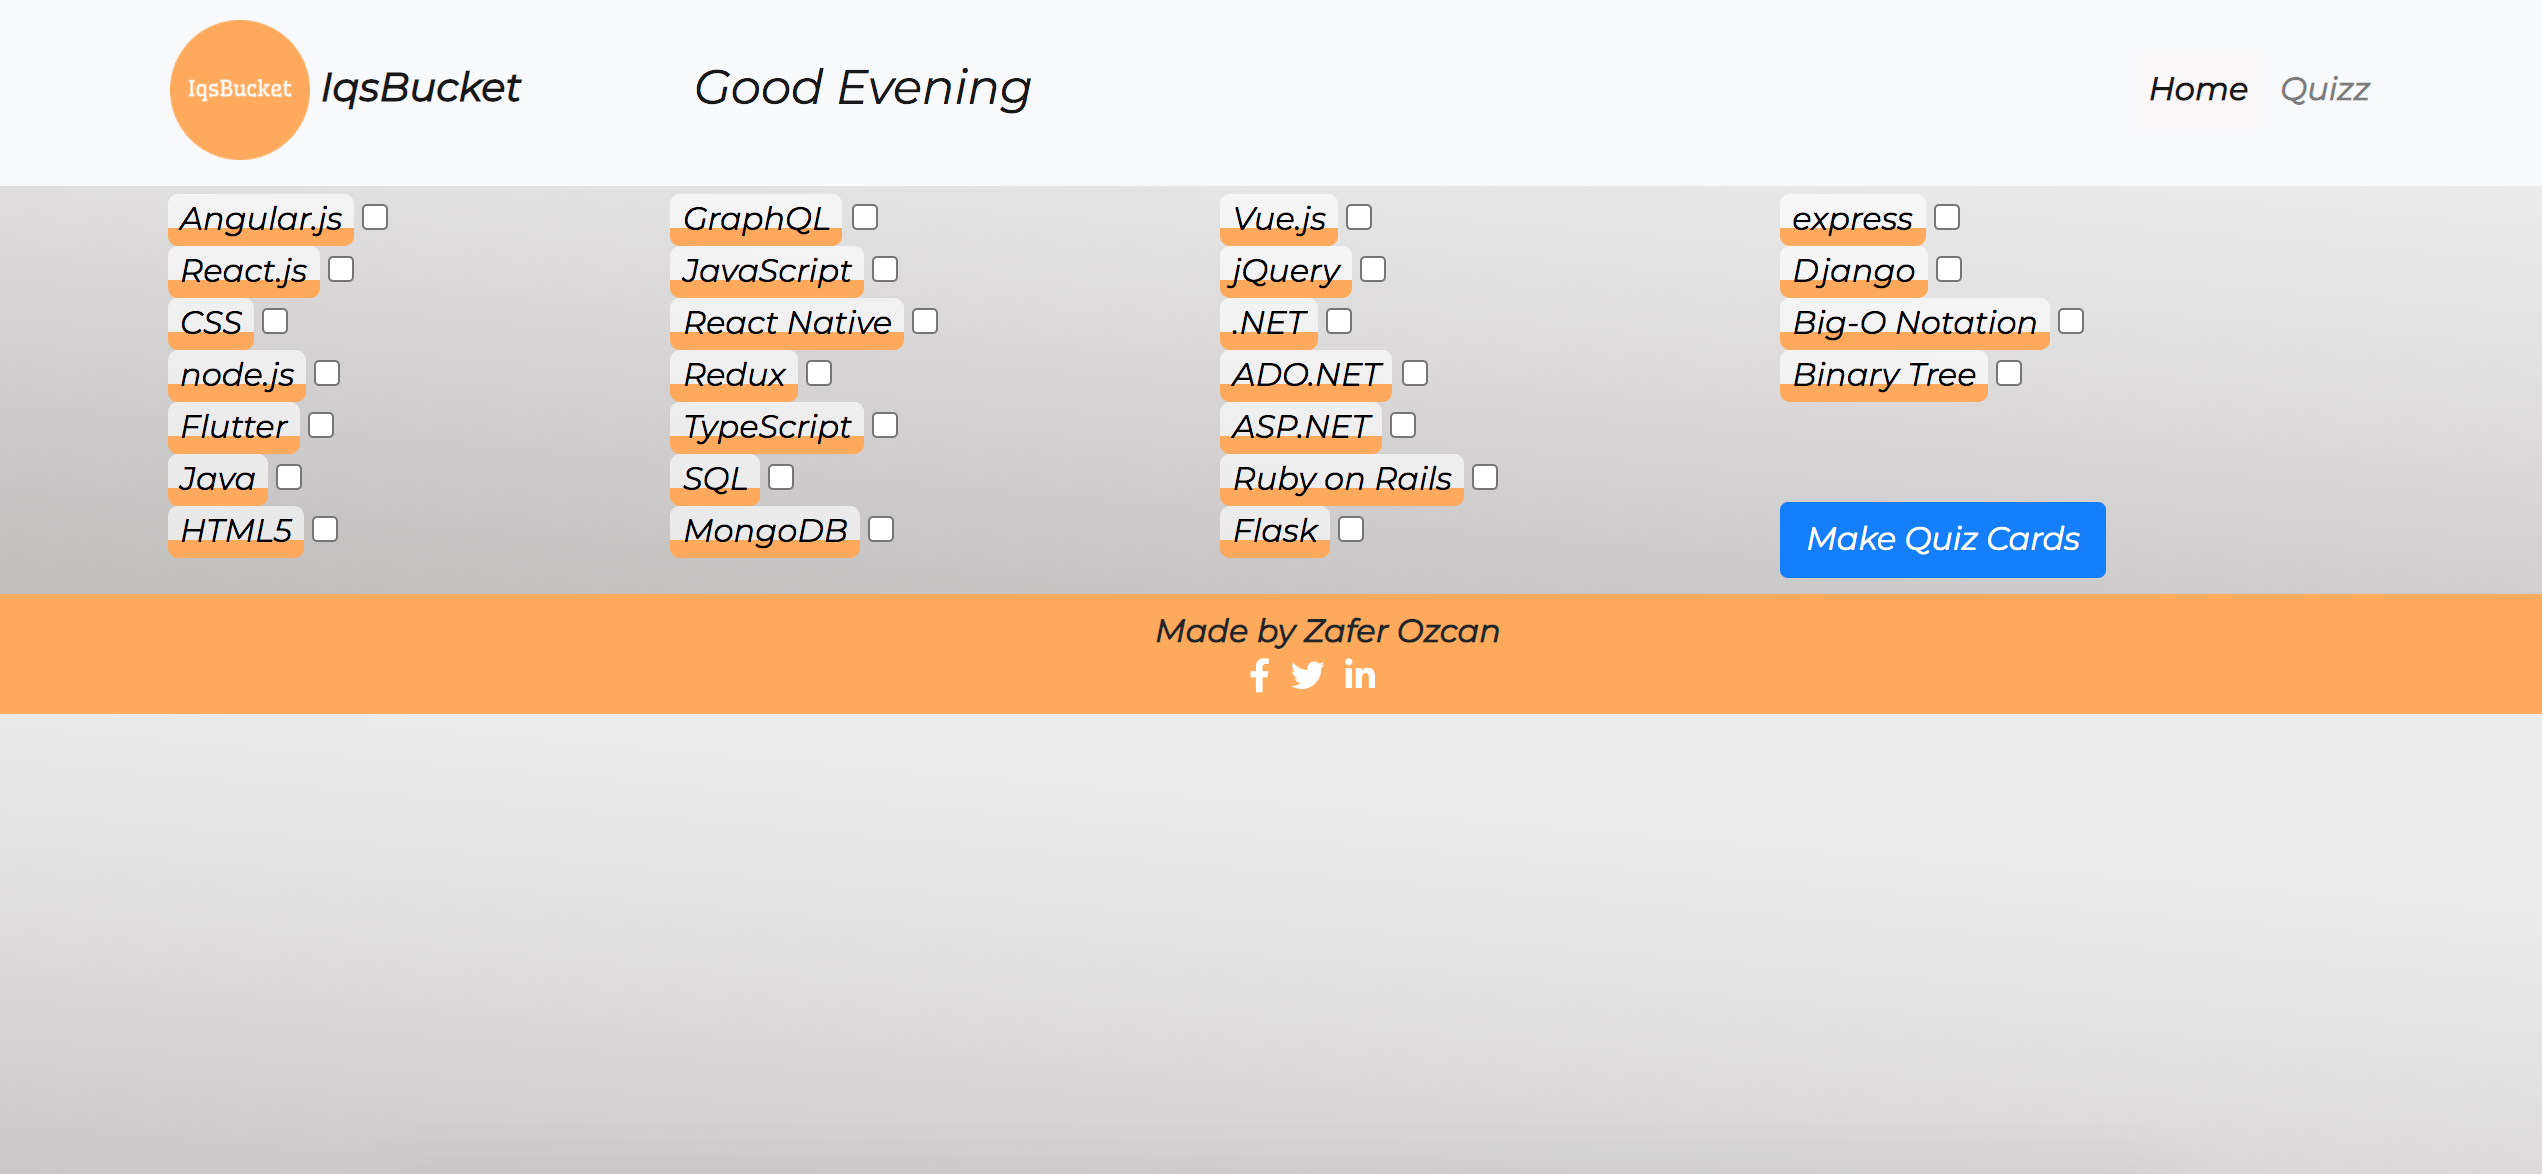 IqsBucket
IqsBucket
Good Evening
Home
Quizz
Angular.js
React.js
CSS
node.js
Flutter
Java
HTML5
GraphQL
JavaScript
React Native
Redux
TypeScript
SQL
MongoDB
Vue.js
jQuery
.NET
ADO.NET
ASP.NET
Ruby on Rails
Flask
express
Django
Big-O Notation
Binary Tree
Make Quiz Cards
Made by Zafer Ozcan